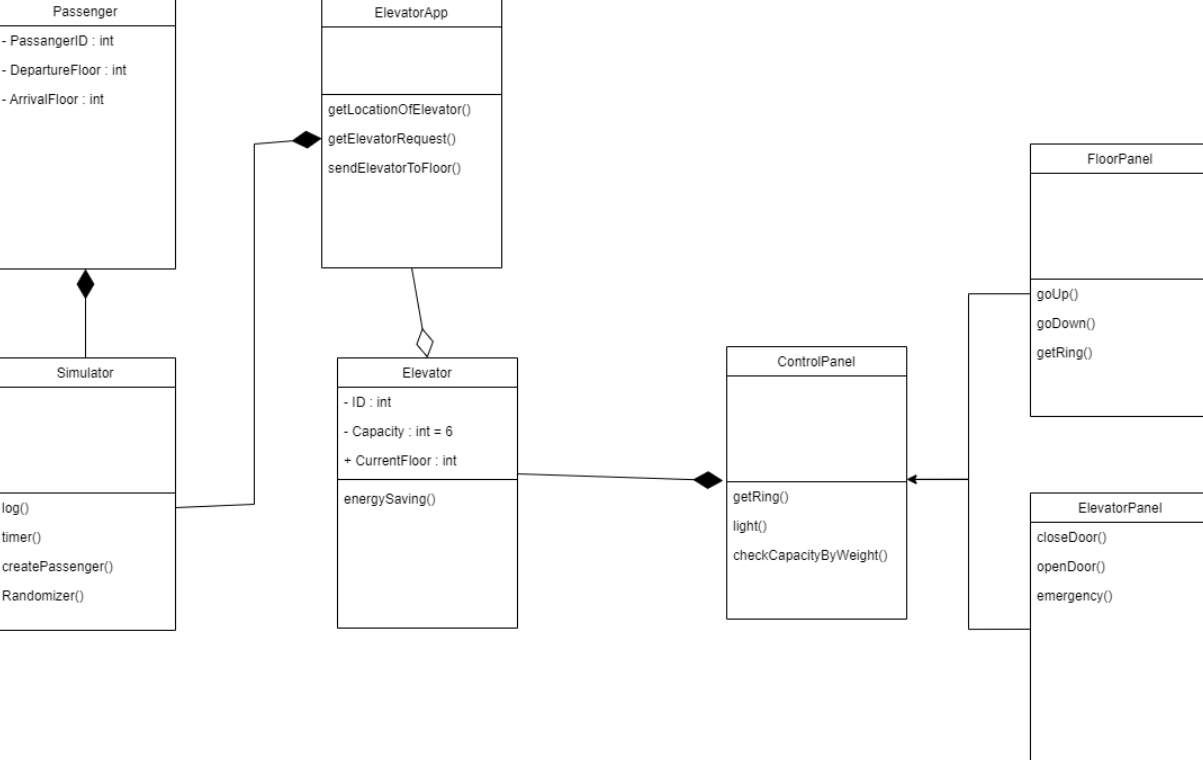 Passenger
- PassangerID : int
- DepartureFloor : int
- ArrivalFloor : int
ElevatorApp
getLocationOfElevator()
getElevatorRequest()
sendElevatorToFloor()
FloorPanel
goUp()
goDown()
getRing()
Simulator
log()
timer()
createPassenger()
Randomizer()
Elevator
- ID : int
- Capacity : int = 6
+ CurrentFloor : int
energySaving()
ControlPanel
getRing()
light()
checkCapacityByWeight()
ElevatorPanel
closeDoor()
openDoor()
emergency()